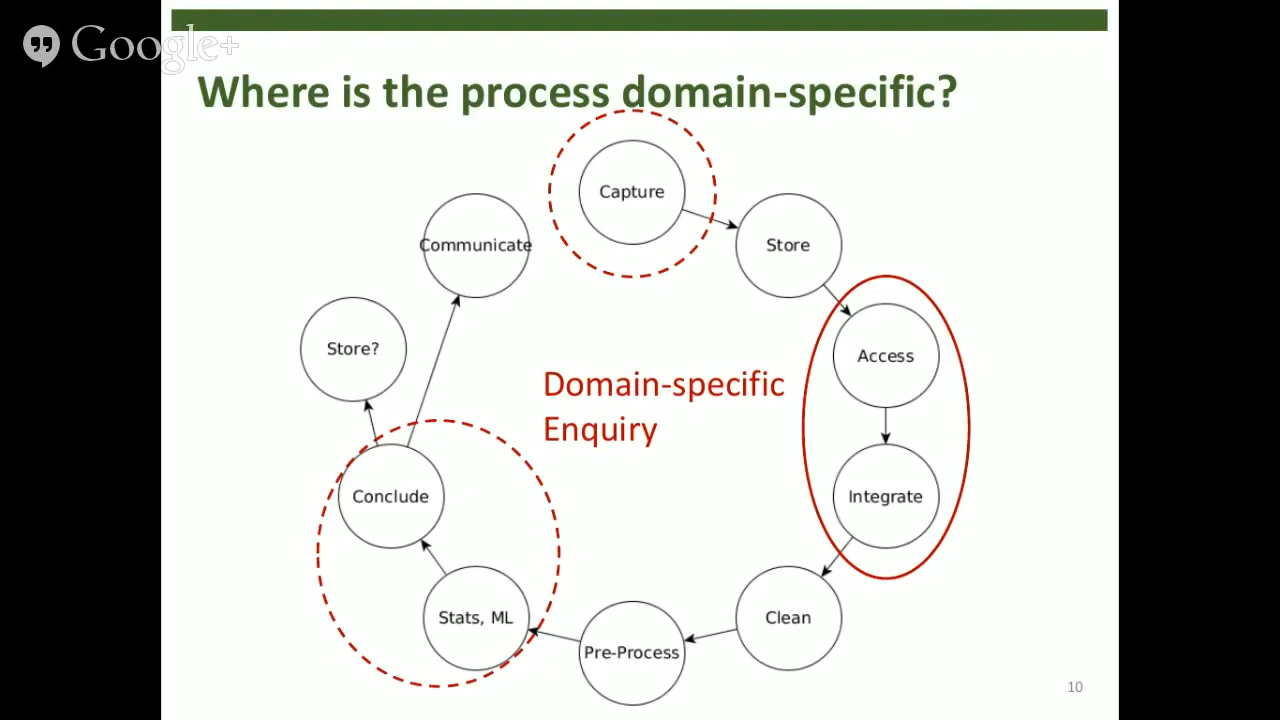 Google+
Where is the process domain-specific?
Capture
Communicate
Store
Store?
Access
Domain-specific
Enquiry
Conclude
Integrate
Stats, ML
Clean
Pre-Process
10